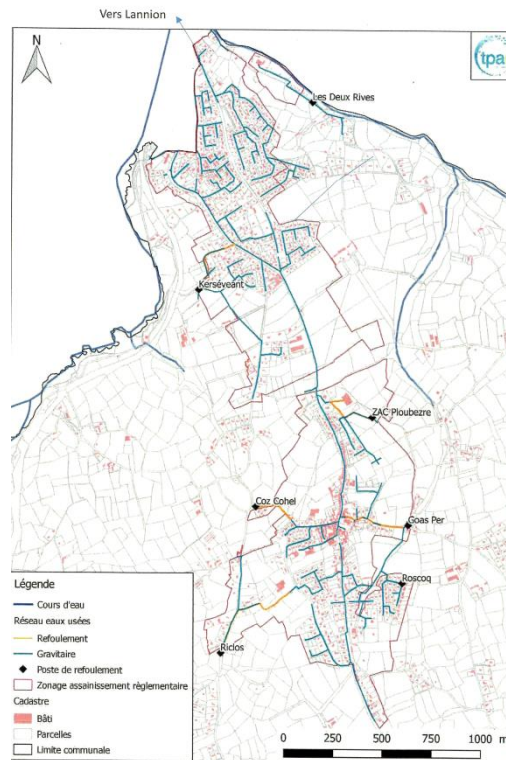 Vers Lannion
N
tpa
Les Deux Rives
Kerséveant
ZAC Ploubezre
Coz Cohel
Goas Per
Roscoq
Riclos
Légende
Cours d'eau
Réseau eaux usées
Refoulement
Gravitaire
Poste de refoulement
Zonage assainissement règlementaire
Cadastre
Bâti
Parcelles
Limite communale
0 250 500 750 1000 m